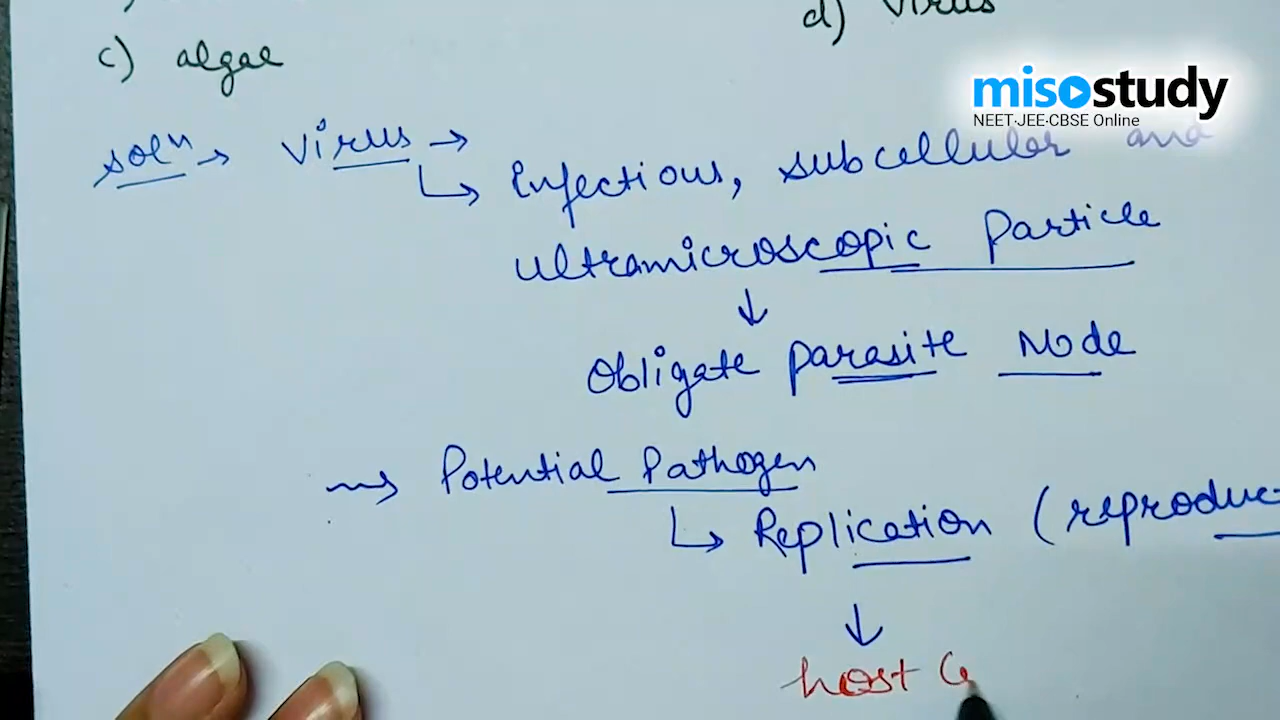 d) Virus
c) algae
misostudy
NEET·JEE·CBSE Online
Soln → Virus →
↳ Infectious, subcellular and
ultramicroscopic particle
↓
Obligate parasite Node
⇝ Potential Pathogen
↳ Replication (reproduc
↓
host C